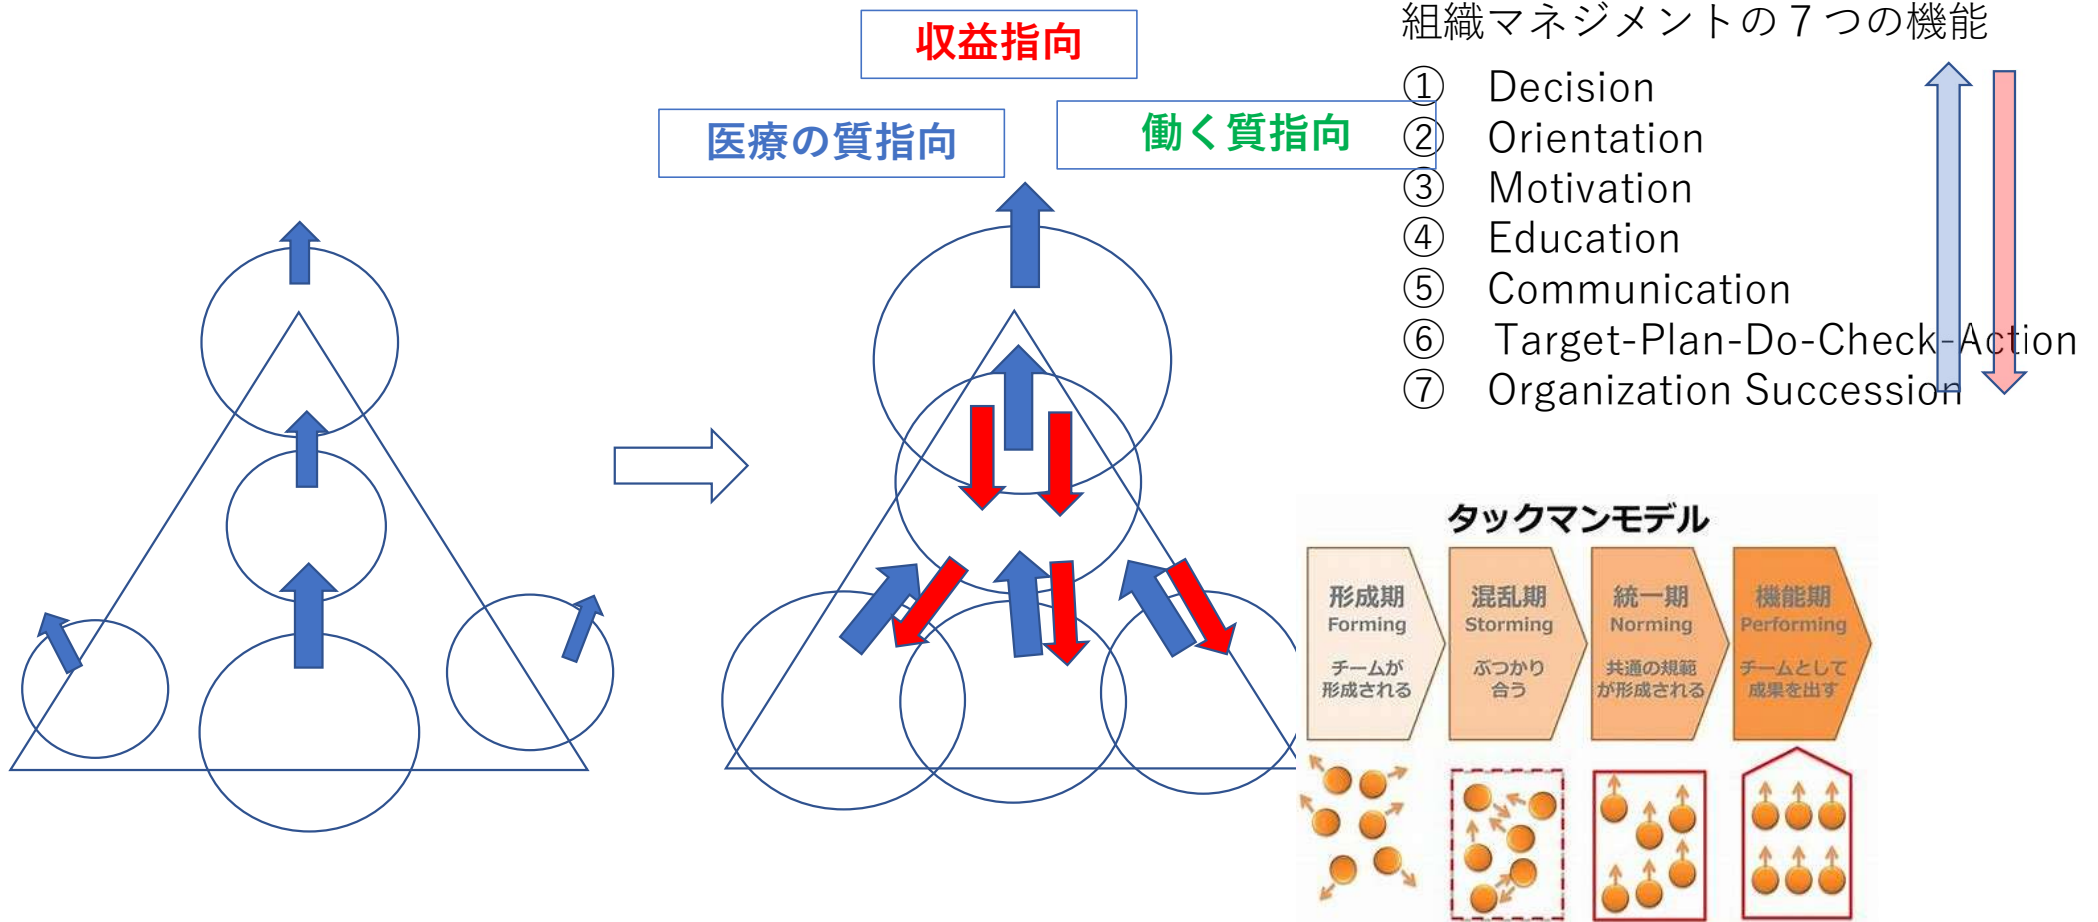 収益指向
医療の質指向
働く質指向
組織マネジメントの7つの機能
① Decision
② Orientation
③ Motivation
④ Education
⑤ Communication
⑥ Target-Plan-Do-Check-Action
⑦ Organization Succession
タックマンモデル
形成期
Forming
チームが
形成される
混乱期
Storming
ぶつかり
合う
統一期
Norming
共通の規範
が形成される
機能期
Performing
チームとして
成果を出す